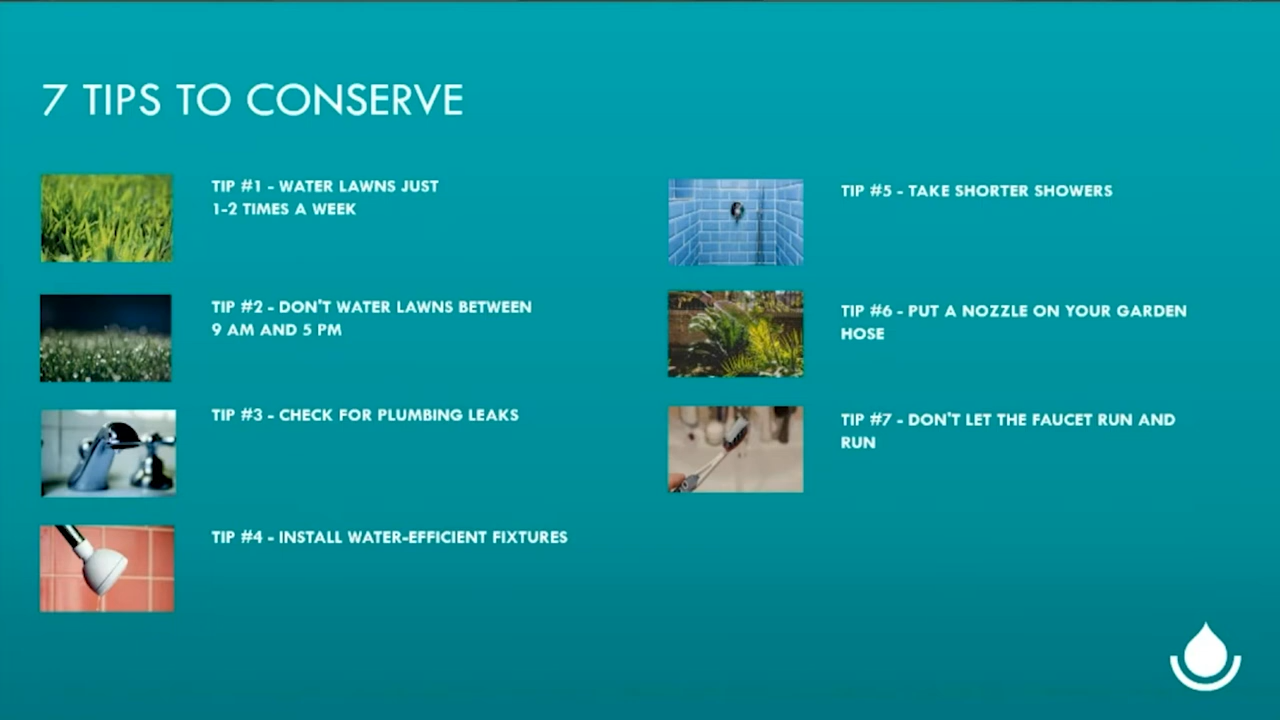 7 TIPS TO CONSERVE
TIP #1 - WATER LAWNS JUST
1-2 TIMES A WEEK
TIP #2 - DON'T WATER LAWNS BETWEEN
9 AM AND 5 PM
TIP #3 - CHECK FOR PLUMBING LEAKS
TIP #4 - INSTALL WATER-EFFICIENT FIXTURES
TIP #5 - TAKE SHORTER SHOWERS
TIP #6 - PUT A NOZZLE ON YOUR GARDEN
HOSE
TIP #7 - DON'T LET THE FAUCET RUN AND
RUN